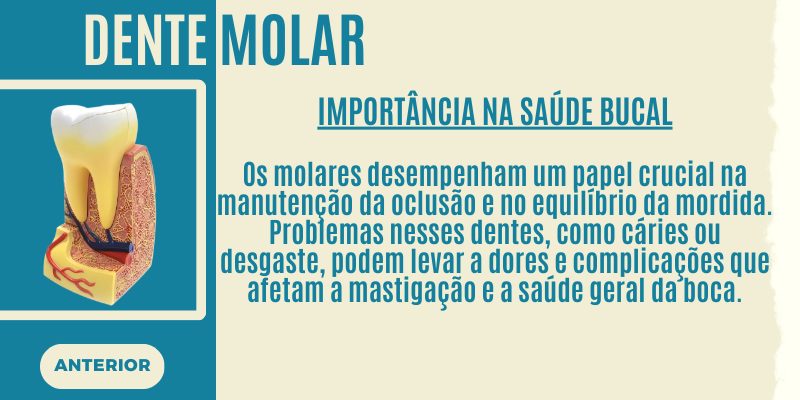 DENTE MOLAR
IMPORTÂNCIA NA SAÚDE BUCAL
Os molares desempenham um papel crucial na
manutenção da oclusão e no equilíbrio da mordida.
Problemas nesses dentes, como cáries ou
desgaste, podem levar a dores e complicações que
afetam a mastigação e a saúde geral da boca.
ANTERIOR